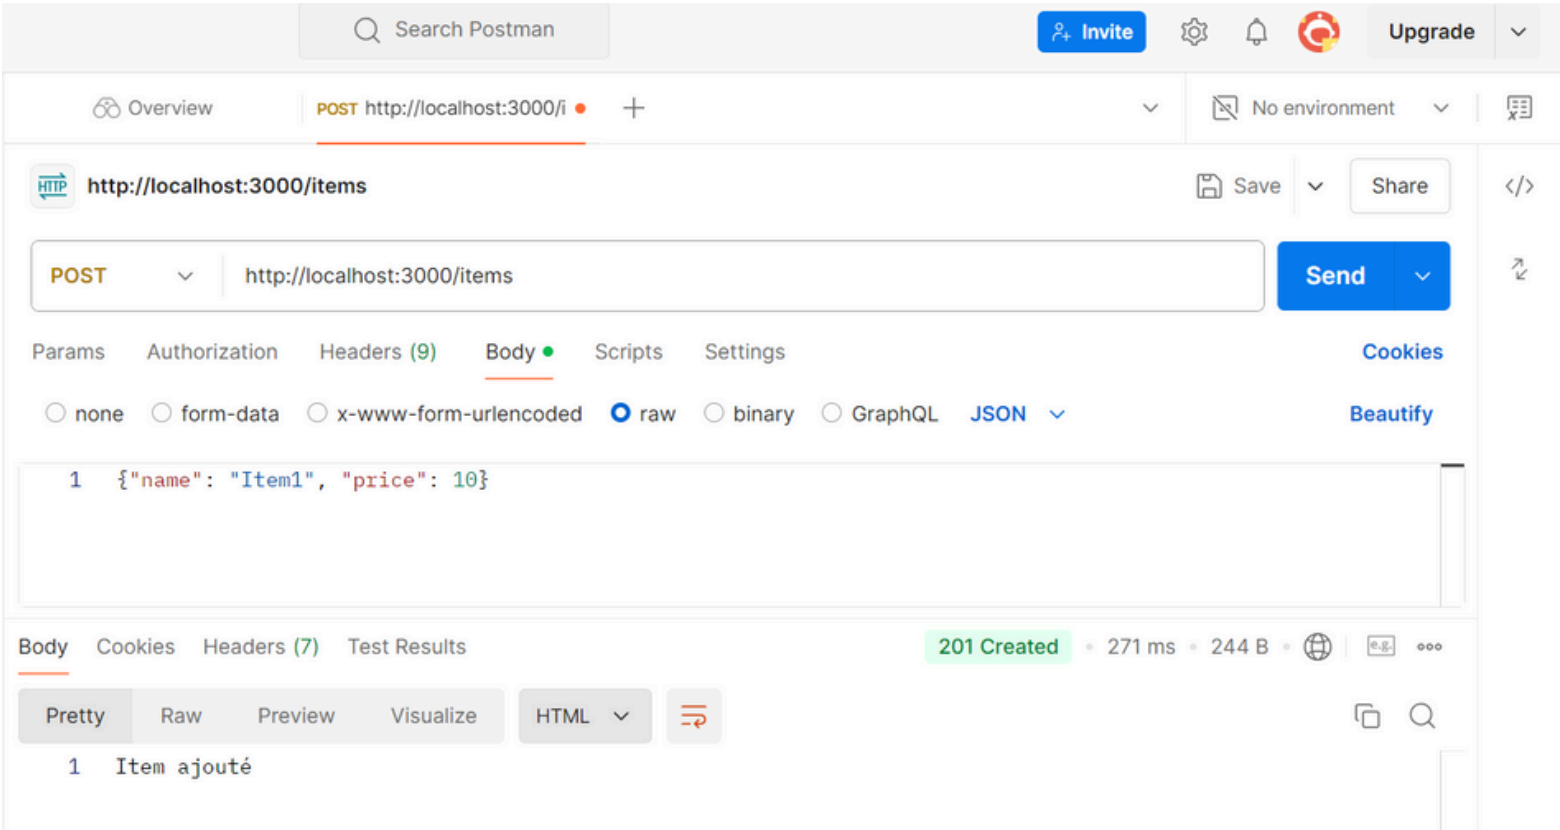 Search Postman Invite Upgrade
Overview POST http://localhost:3000/i No environment
HTTP http://localhost:3000/items Save Share
POST http://localhost:3000/items Send
Params Authorization Headers (9) Body Scripts Settings Cookies
none form-data x-www-form-urlencoded raw binary GraphQL JSON Beautify
1 {"name": "Item1", "price": 10}
Body Cookies Headers (7) Test Results 201 Created 271 ms 244 B e.g.
Pretty Raw Preview Visualize HTML
1 Item ajouté